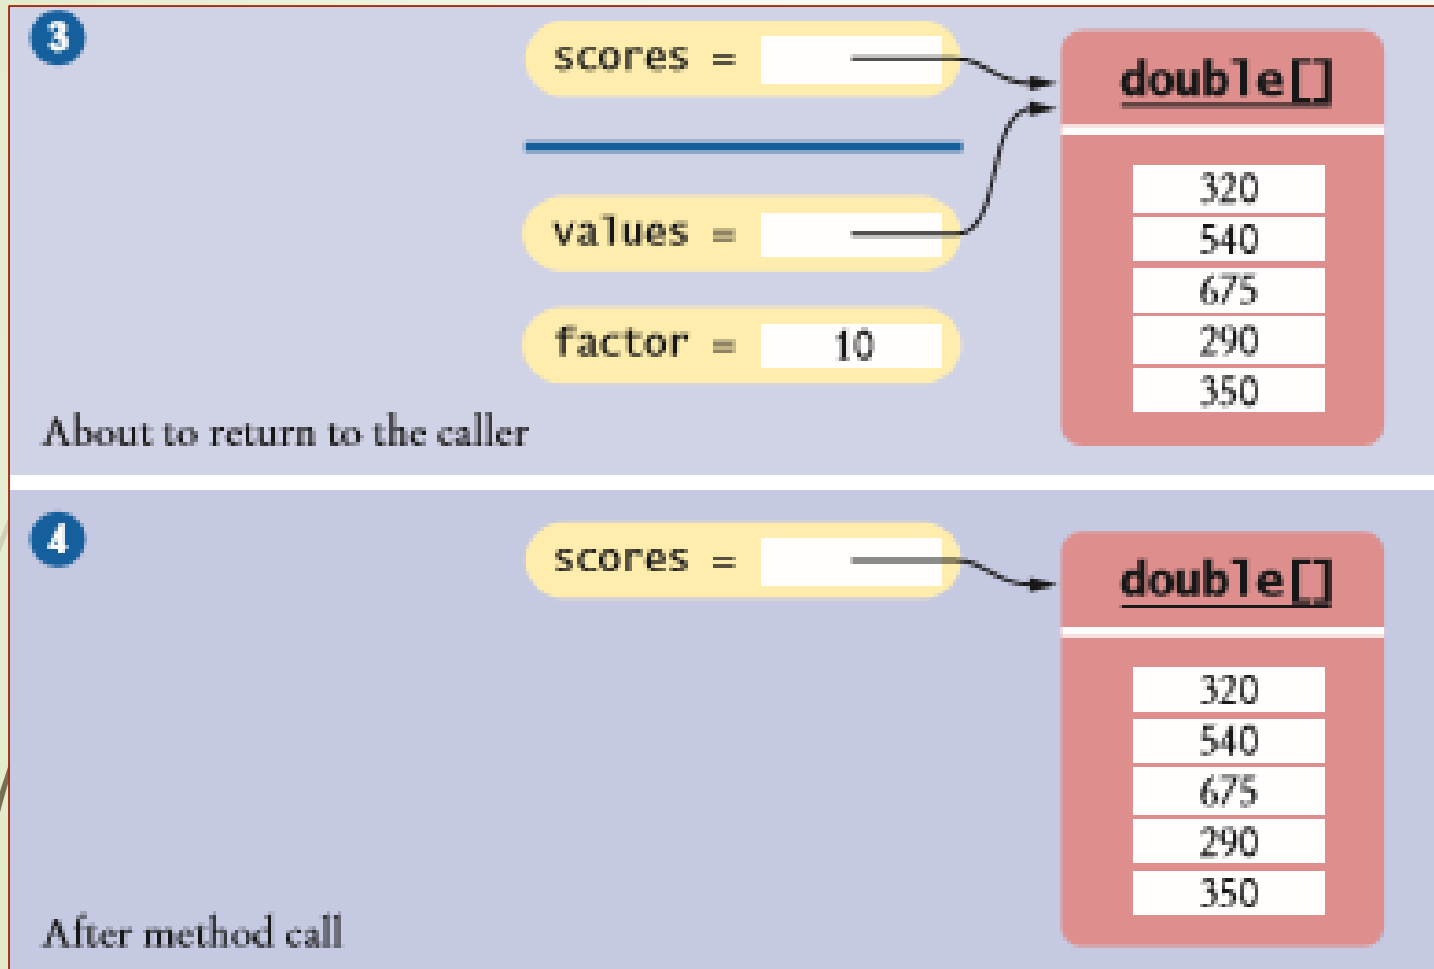 3
scores =
double[]
values =
factor = 10
320
540
675
290
350
About to return to the caller
4
scores =
double[]
320
540
675
290
350
After method call